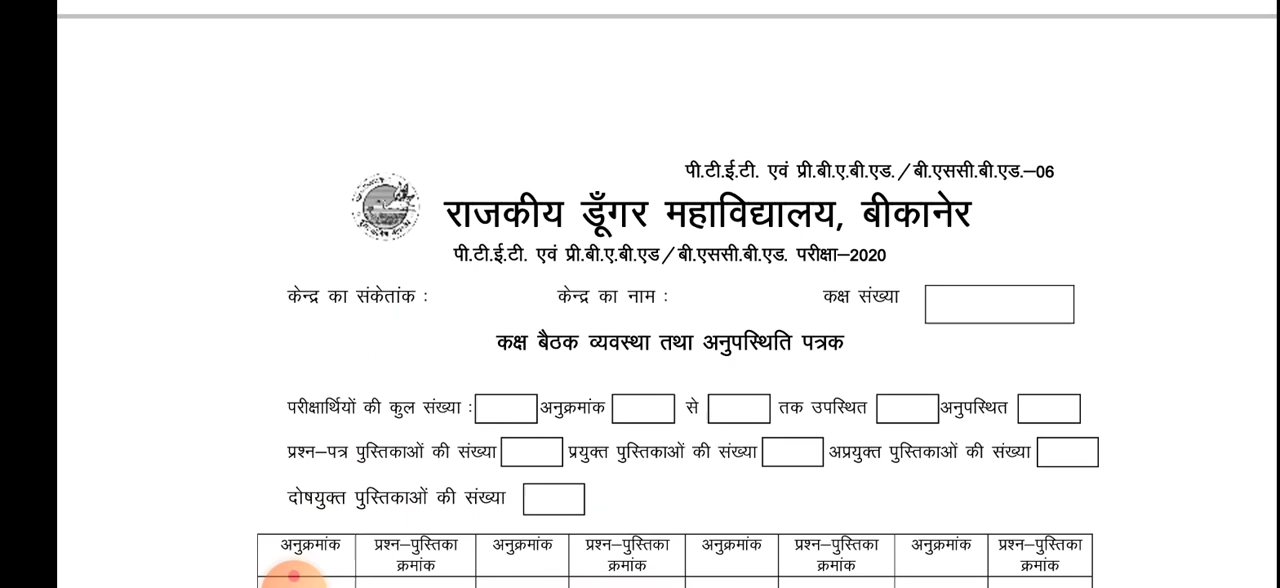 पी.टी.ई.टी. एवं प्री.बी.ए.बी.एड./बी.एससी.बी.एड.–06
राजकीय डूँगर महाविद्यालय, बीकानेर
पी.टी.ई.टी. एवं प्री.बी.ए.बी.एड/बी.एससी.बी.एड. परीक्षा–2020
केन्द्र का संकेतांक : केन्द्र का नाम : कक्ष संख्या
कक्ष बैठक व्यवस्था तथा अनुपस्थिति पत्रक
परीक्षार्थियों की कुल संख्या : अनुक्रमांक से तक उपस्थित अनुपस्थित
प्रश्न–पत्र पुस्तिकाओं की संख्या प्रयुक्त पुस्तिकाओं की संख्या अप्रयुक्त पुस्तिकाओं की संख्या
दोषयुक्त पुस्तिकाओं की संख्या
अनुक्रमांक प्रश्न–पुस्तिका अनुक्रमांक प्रश्न–पुस्तिका अनुक्रमांक प्रश्न–पुस्तिका अनुक्रमांक प्रश्न–पुस्तिका
क्रमांक क्रमांक क्रमांक क्रमांक